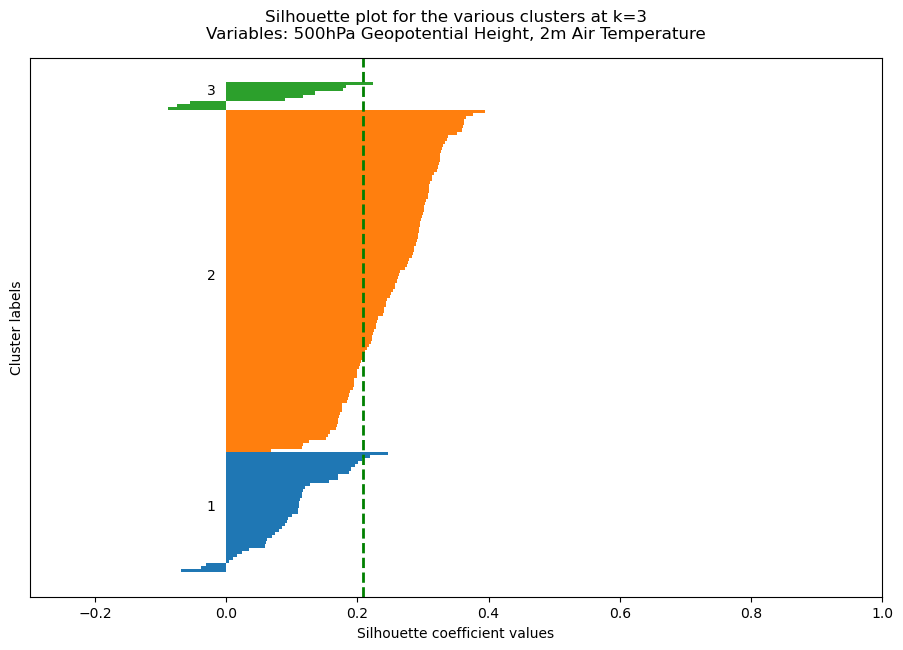 Silhouette plot for the various clusters at k=3
Variables: 500hPa Geopotential Height, 2m Air Temperature
3
2
1
Cluster labels
−0.2 0.0 0.2 0.4 0.6 0.8 1.0
Silhouette coefficient values